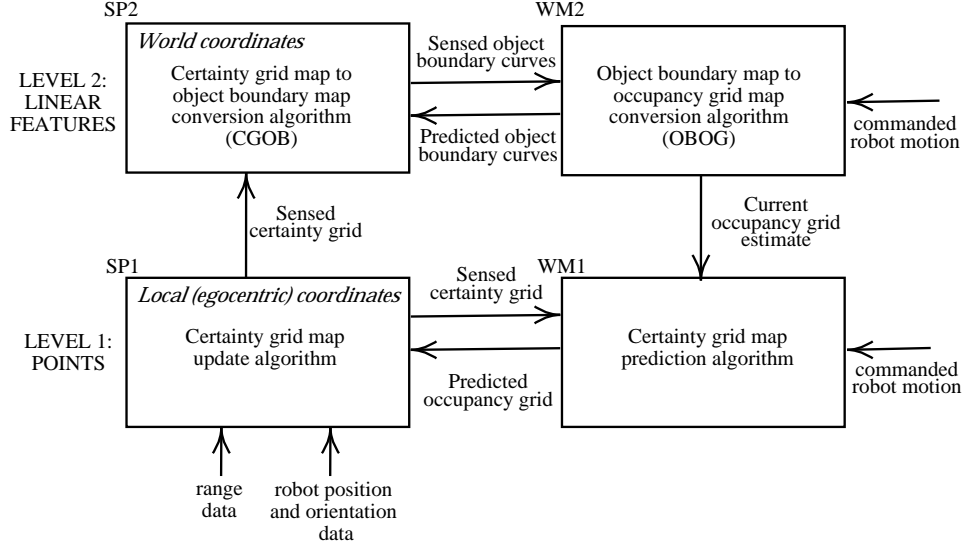 SP2
WM2
World coordinates
LEVEL 2:
LINEAR
FEATURES
Certainty grid map to
object boundary map
conversion algorithm
(CGOB)
Sensed object
boundary curves
Predicted object
boundary curves
Object boundary map to
occupancy grid map
conversion algorithm
(OBOG)
commanded
robot motion
Sensed
certainty grid
Current
occupancy grid
estimate
SP1
WM1
Local (egocentric) coordinates
LEVEL 1:
POINTS
Certainty grid map
update algorithm
Sensed
certainty grid
Predicted
occupancy grid
Certainty grid map
prediction algorithm
commanded
robot motion
range
data
robot position
and orientation
data